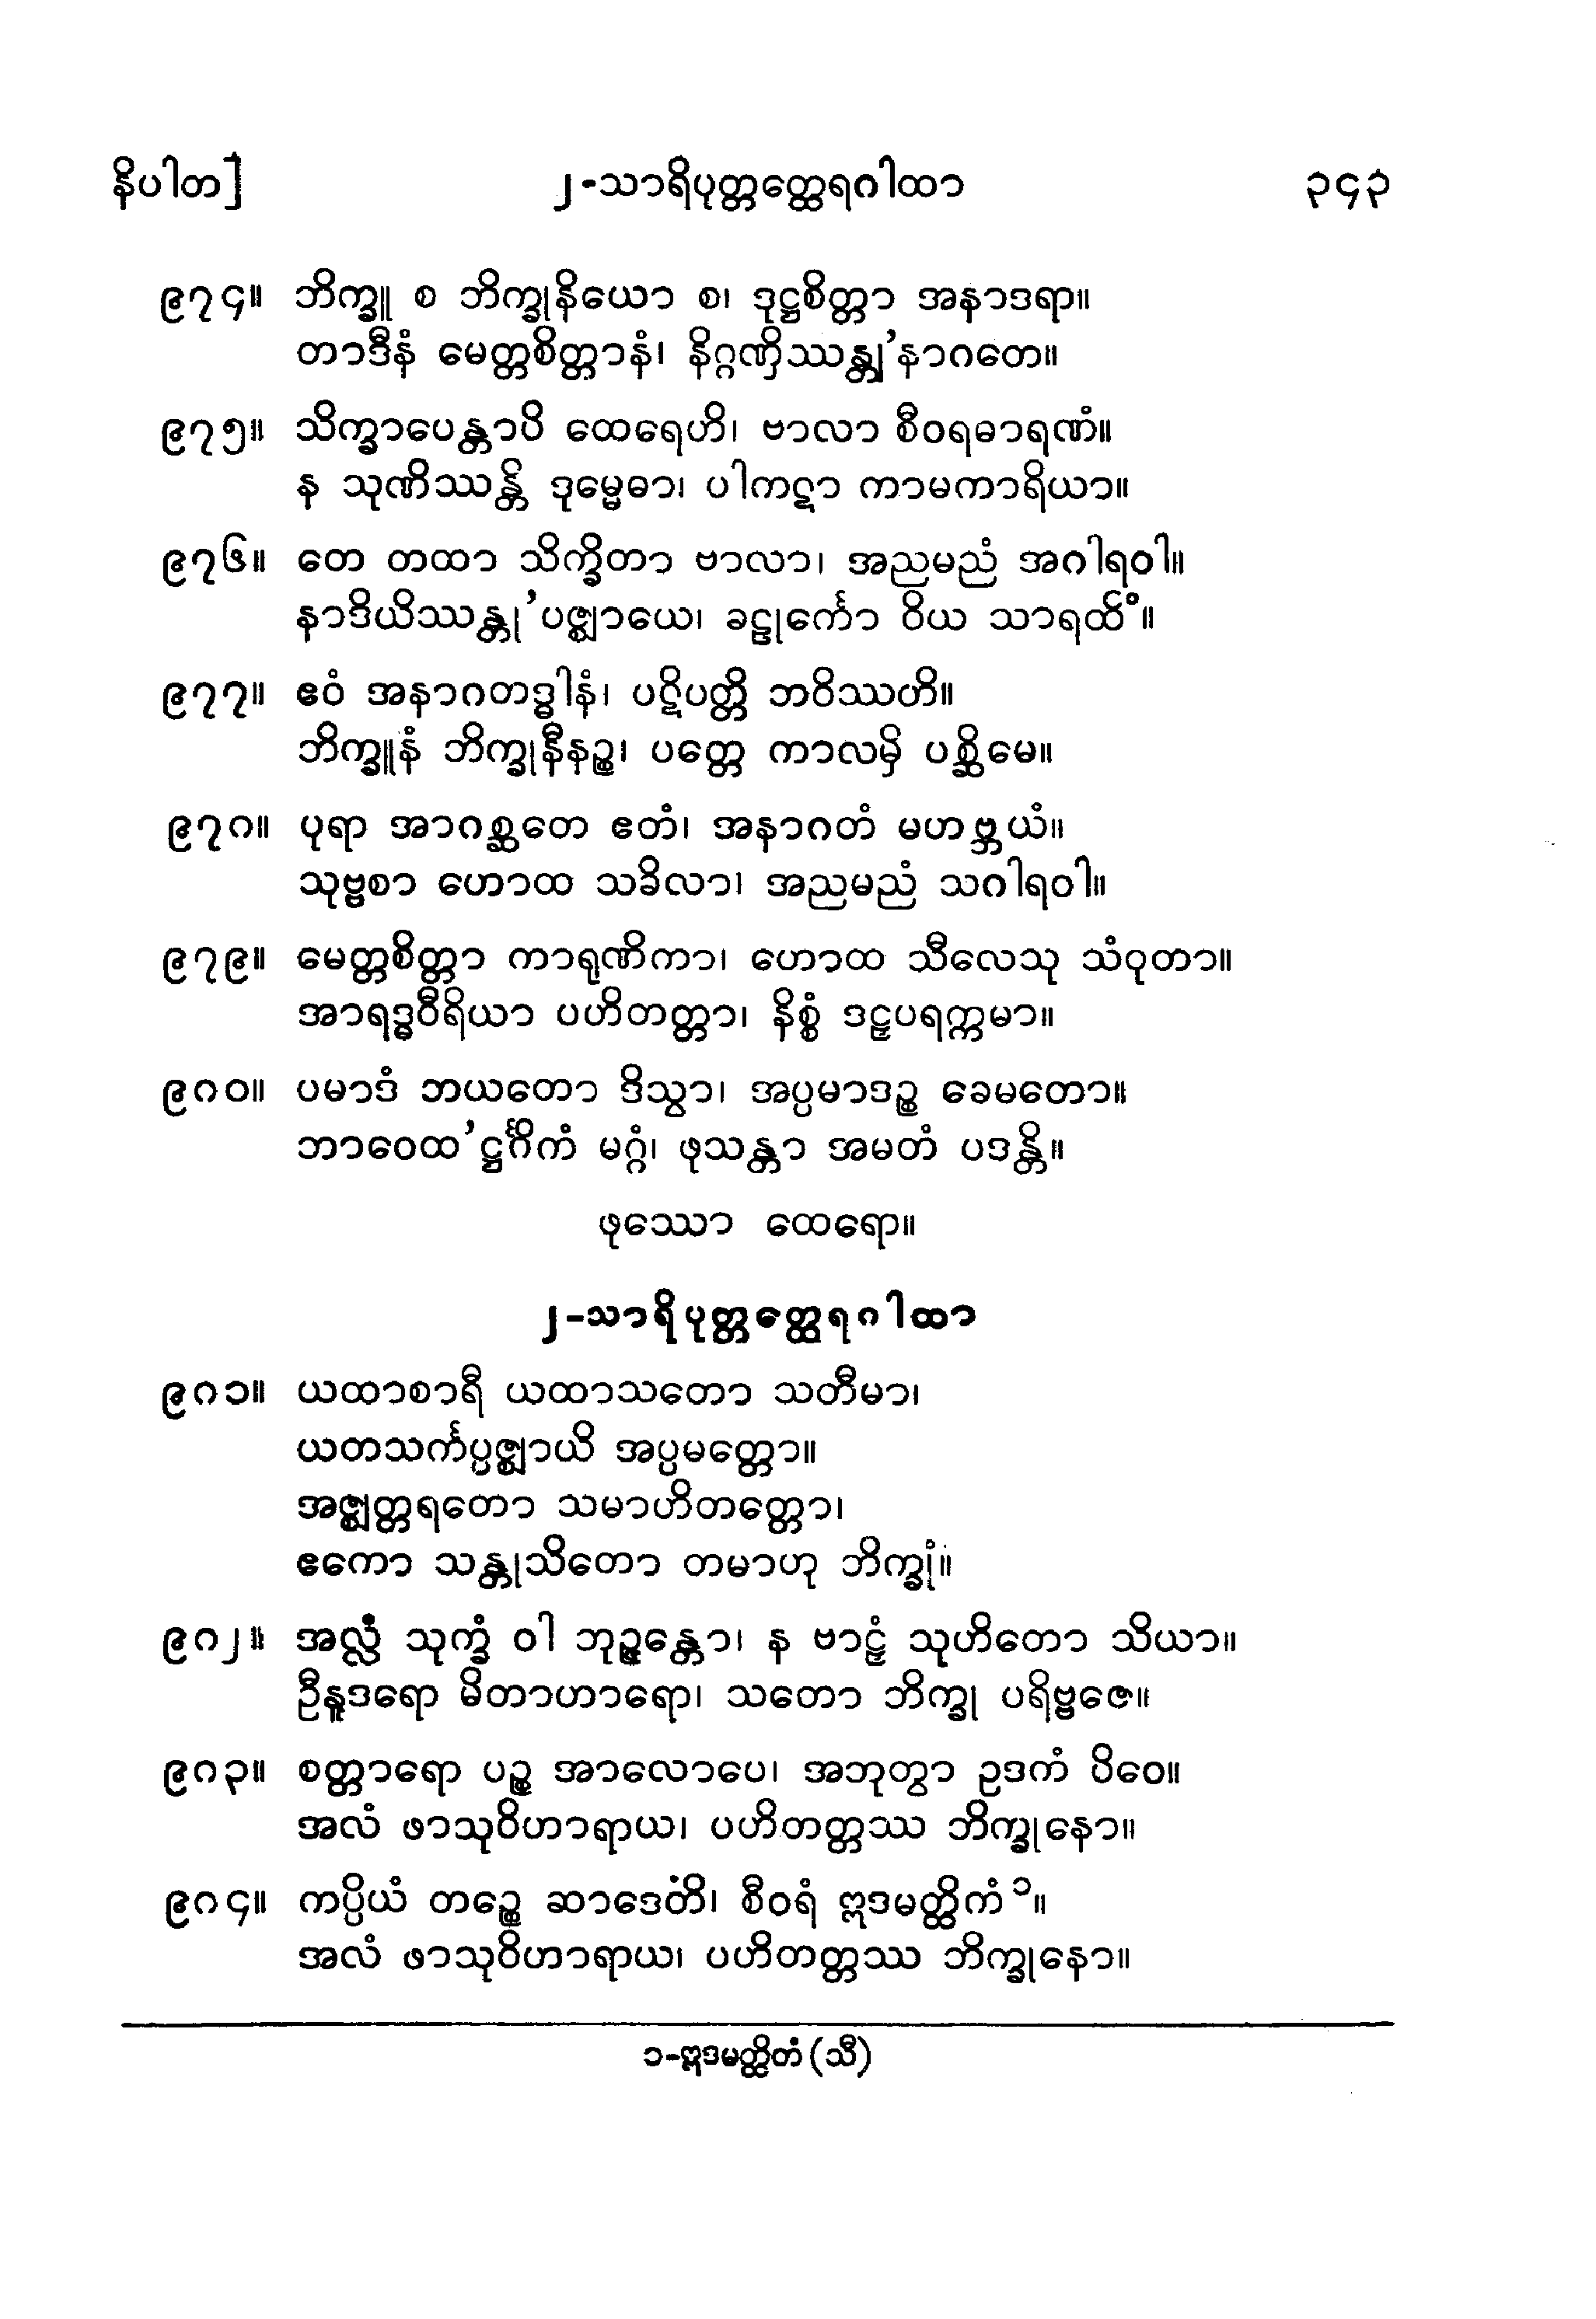 နိပါတ] ၂-သာရိပုတ္တတ္ထေရဂါထာ ၃၄၃
၉၇၄။ ဘိက္ခူ စ ဘိက္ခုနိယော စ၊ ဒုဋ္ဌစိတ္တာ အနာဒရာ။
တာဒီနံ မေတ္တစိတ္တာနံ၊ နိဂ္ဂဏှိဿန္တျ’နာဂတေ။
၉၇၅။ သိက္ခာပေန္တာပိ ထေရေဟိ၊ ဗာလာ စီဝရဓာရဏံ။
န သုဏိဿန္တိ ဒုမ္မေဓာ၊ ပါကဋာ ကာမကာရိယာ။
၉၇၆။ တေ တထာ သိက္ခိတာ ဗာလာ၊ အညမညံ အဂါရဝါ။
နာဒိယိဿန္တု’ပဇ္ဈာယေ၊ ခဠုင်္ကော ဝိယ သာရထိံ။
၉၇၇။ ဧဝံ အနာဂတဒ္ဓါနံ၊ ပဋိပတ္တိ ဘဝိဿဟိ။
ဘိက္ခူနံ ဘိက္ခုနီနဉ္စ၊ ပတ္တေ ကာလမှိ ပစ္ဆိမေ။
၉၇၈။ ပုရာ အာဂစ္ဆတေ ဧတံ၊ အနာဂတံ မဟဗ္ဘယံ။
သုဗ္ဗစာ ဟောထ သခိလာ၊ အညမညံ သဂါရဝါ။
၉၇၉။ မေတ္တစိတ္တာ ကာရုဏိကာ၊ ဟောထ သီလေသု သံဝုတာ။
အာရဒ္ဓဝီရိယာ ပဟိတတ္တာ၊ နိစ္စံ ဒဠှပရက္ကမာ။
၉၈၀။ ပမာဒံ ဘယတော ဒိသွာ၊ အပ္ပမာဒဉ္စ ခေမတော။
ဘာဝေထ’ဋ္ဌင်္ဂိကံ မဂ္ဂံ၊ ဖုသန္တာ အမတံ ပဒန္တိ။
ဖုဿော ထေရော။
၂-သာရိပုတ္တတ္ထေရဂါထာ
၉၈၁။ ယထာစာရီ ယထာသတော သတီမာ၊
ယတသင်္ကပ္ပဇ္ဈာယိ အပ္ပမတ္တော။
အဇ္ဈတ္တရတော သမာဟိတတ္တော၊
ဧကော သန္တုသိတော တမာဟု ဘိက္ခုံ။
၉၈၂။ အလ္လံ သုက္ခံ ဝါ ဘုဉ္ဇန္တော၊ န ဗာဠှံ သုဟိတော သိယာ။
ဦနူဒရော မိတာဟာရော၊ သတော ဘိက္ခု ပရိဗ္ဗဇေ။
၉၈၃။ စတ္တာရော ပဉ္စ အာလောပေ၊ အဘုတွာ ဥဒကံ ပိဝေ။
အလံ ဖာသုဝိဟာရာယ၊ ပဟိတတ္တဿ ဘိက္ခုနော။
၉၈၄။ ကပ္ပိယံ တဉ္စေ ဆာဒေတိ၊ စီဝရံ ဣဒမတ္ထိကံ ၁။
အလံ ဖာသုဝိဟာရာယ၊ ပဟိတတ္တဿ ဘိက္ခုနော။
၁-ဣဒမတ္ထိတံ (သီ)